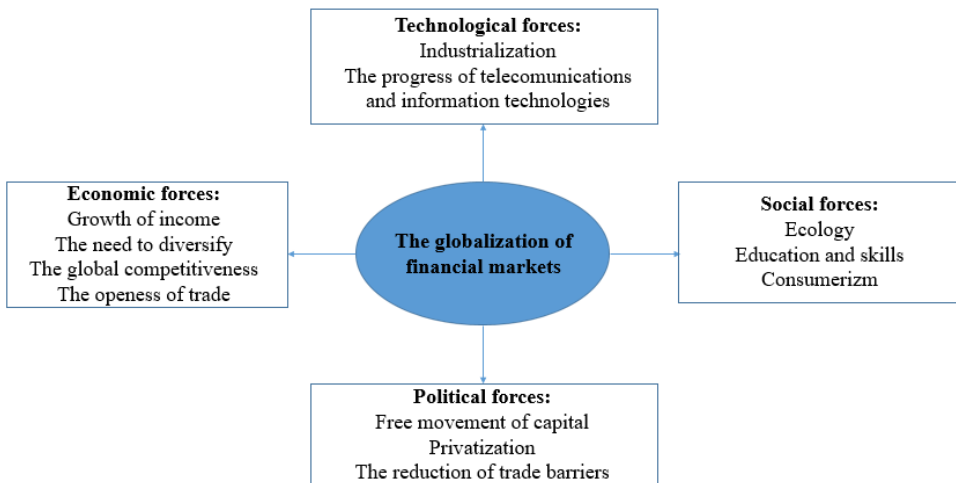 Technological forces:
Industrialization
The progress of telecomunications
and information technologies
Economic forces:
Growth of income
The need to diversify
The global competitiveness
The openess of trade
The globalization of
financial markets
Social forces:
Ecology
Education and skills
Consumerizm
Political forces:
Free movement of capital
Privatization
The reduction of trade barriers